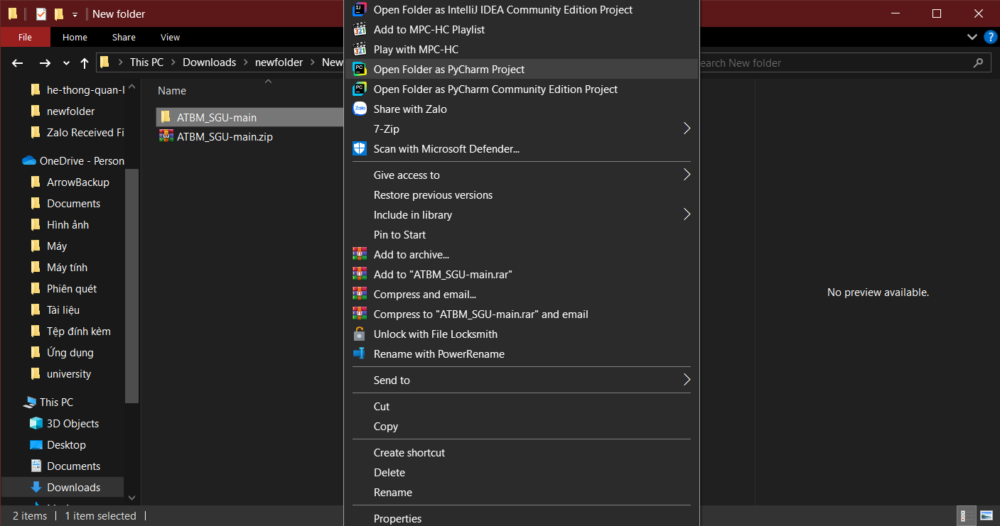 New folder
File Home Share View
This PC Downloads newfolder New
earch New folder
he-thong-quan-l
newfolder
Zalo Received Fi
OneDrive - Person
ArrowBackup
Documents
Hình ảnh
Máy
Máy tính
Phiên quét
Tài liệu
Tệp đính kèm
Ứng dụng
university
This PC
3D Objects
Desktop
Documents
Downloads
Name
ATBM_SGU-main
ATBM_SGU-main.zip
Open Folder as IntelliJ IDEA Community Edition Project
Add to MPC-HC Playlist
Play with MPC-HC
Open Folder as PyCharm Project
Open Folder as PyCharm Community Edition Project
Share with Zalo
7-Zip
Scan with Microsoft Defender...
Give access to
Restore previous versions
Include in library
Pin to Start
Add to archive...
Add to "ATBM_SGU-main.rar"
Compress and email...
Compress to "ATBM_SGU-main.rar" and email
Unlock with File Locksmith
Rename with PowerRename
Send to
Cut
Copy
Create shortcut
Delete
Rename
Properties
No preview available.
2 items 1 item selected